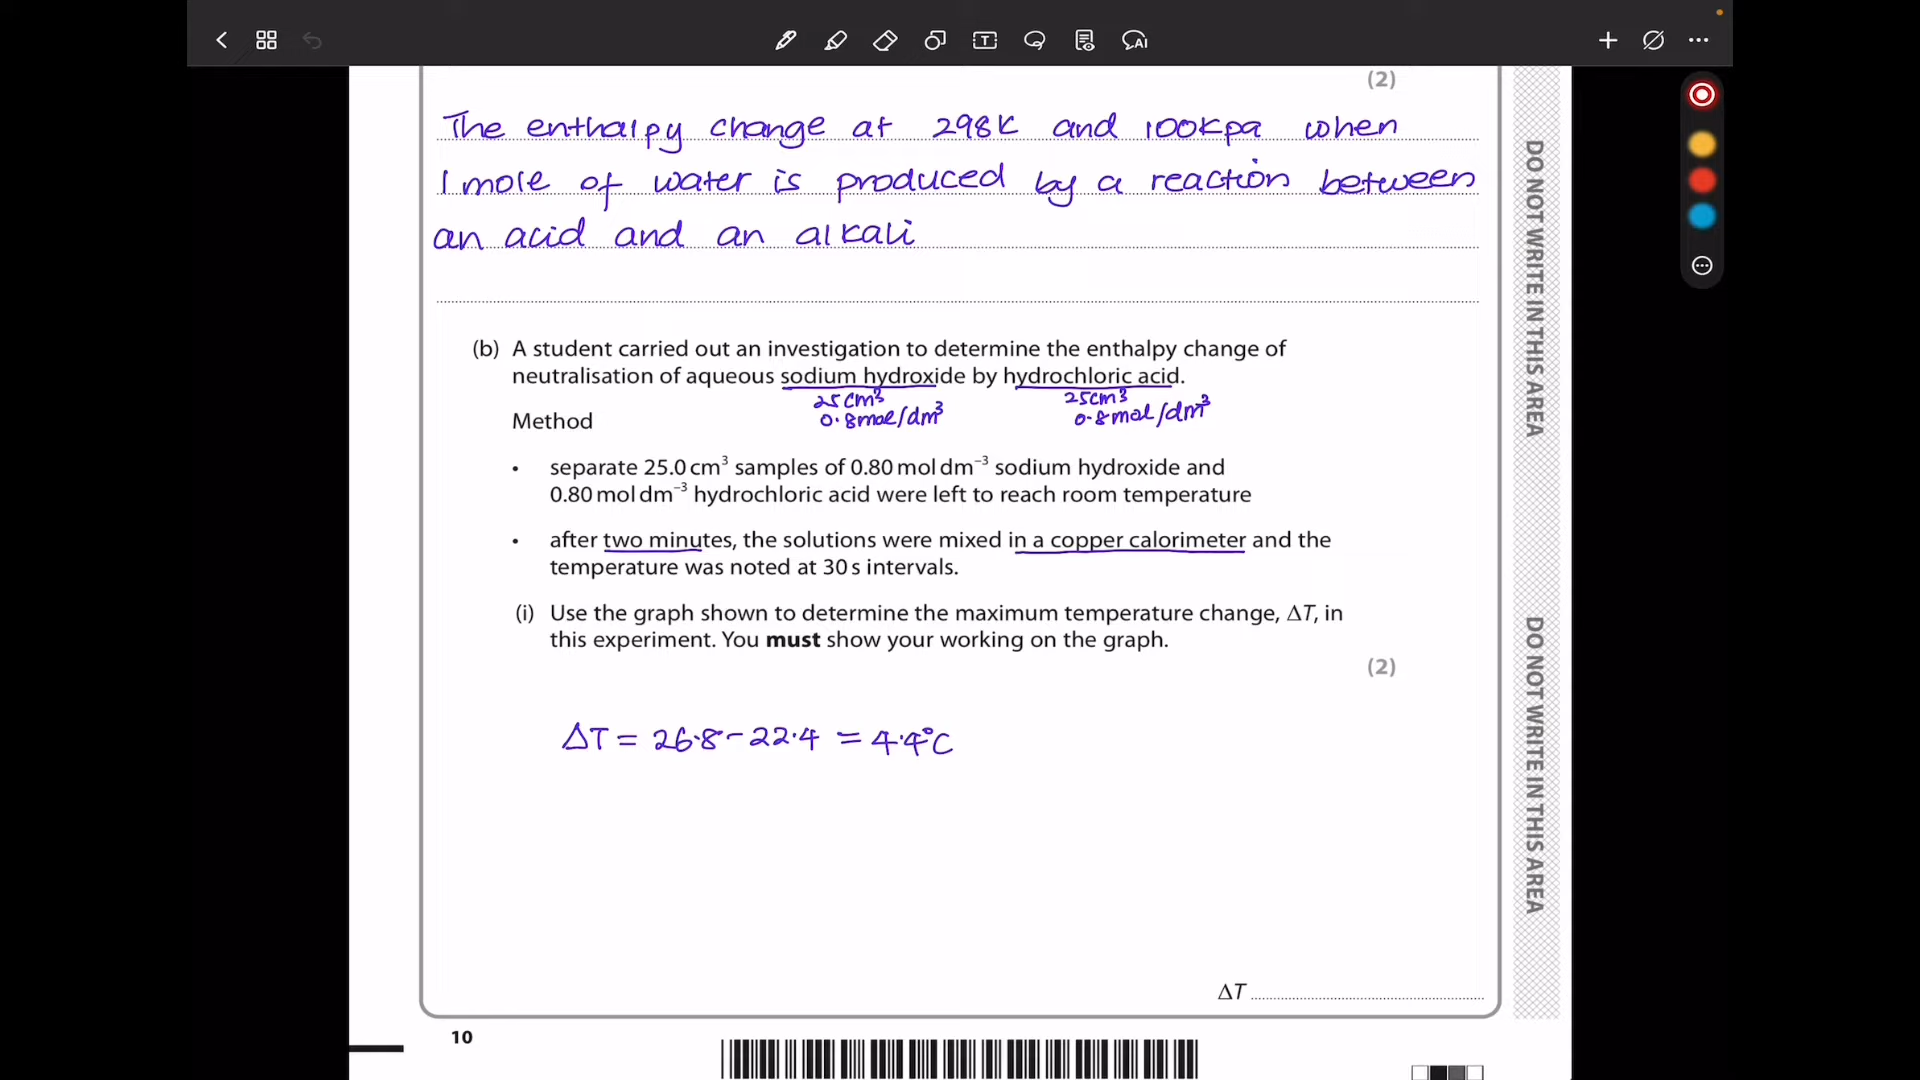 AI
(2)
The enthalpy change at 298K and 100kpa when
1 mole of water is produced by a reaction between
an acid and an alkali
(b) A student carried out an investigation to determine the enthalpy change of
neutralisation of aqueous sodium hydroxide by hydrochloric acid.
25cm³ 25cm³
0.8mol/dm³ 0.8mol/dm³
Method
• separate 25.0 cm³ samples of 0.80 mol dm⁻³ sodium hydroxide and
0.80 mol dm⁻³ hydrochloric acid were left to reach room temperature
• after two minutes, the solutions were mixed in a copper calorimeter and the
temperature was noted at 30 s intervals.
(i) Use the graph shown to determine the maximum temperature change, ΔT, in
this experiment. You must show your working on the graph.
(2)
ΔT = 26.8 - 22.4 = 4.4°C
ΔT
10
DO NOT WRITE IN THIS AREA
DO NOT WRITE IN THIS AREA